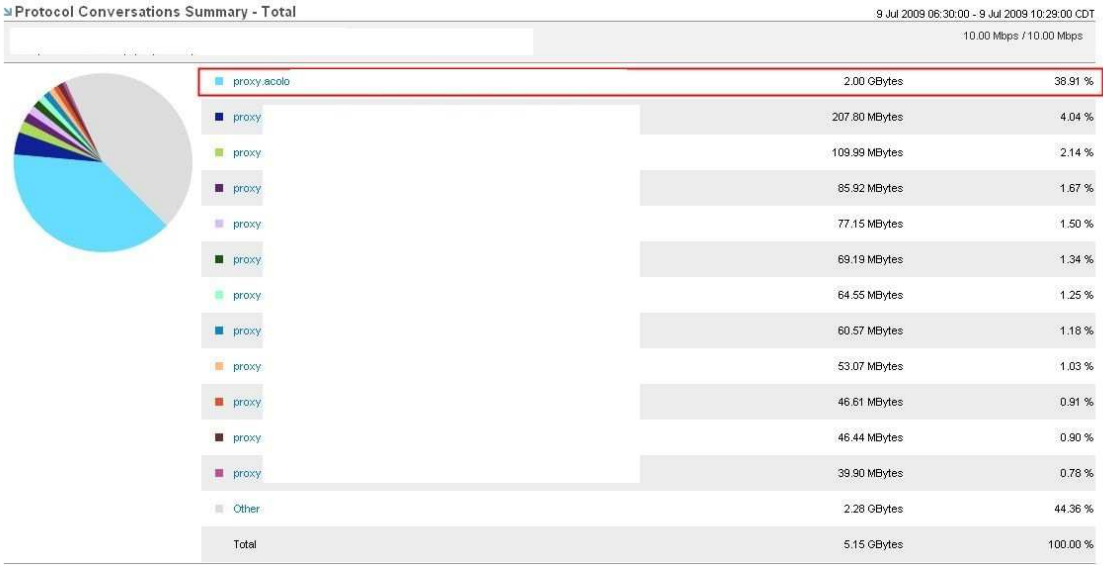 Protocol Conversations Summary - Total 9 Jul 2009 06:30:00 - 9 Jul 2009 10:29:00 CDT
10.00 Mbps / 10.00 Mbps
proxy.acolo 2.00 GBytes 38.91 %
proxy 207.80 MBytes 4.04 %
proxy 109.99 MBytes 2.14 %
proxy 85.92 MBytes 1.67 %
proxy 77.15 MBytes 1.50 %
proxy 69.19 MBytes 1.34 %
proxy 64.55 MBytes 1.25 %
proxy 60.57 MBytes 1.18 %
proxy 53.07 MBytes 1.03 %
proxy 46.61 MBytes 0.91 %
proxy 46.44 MBytes 0.90 %
proxy 39.90 MBytes 0.78 %
Other 2.28 GBytes 44.36 %
Total 5.15 GBytes 100.00 %